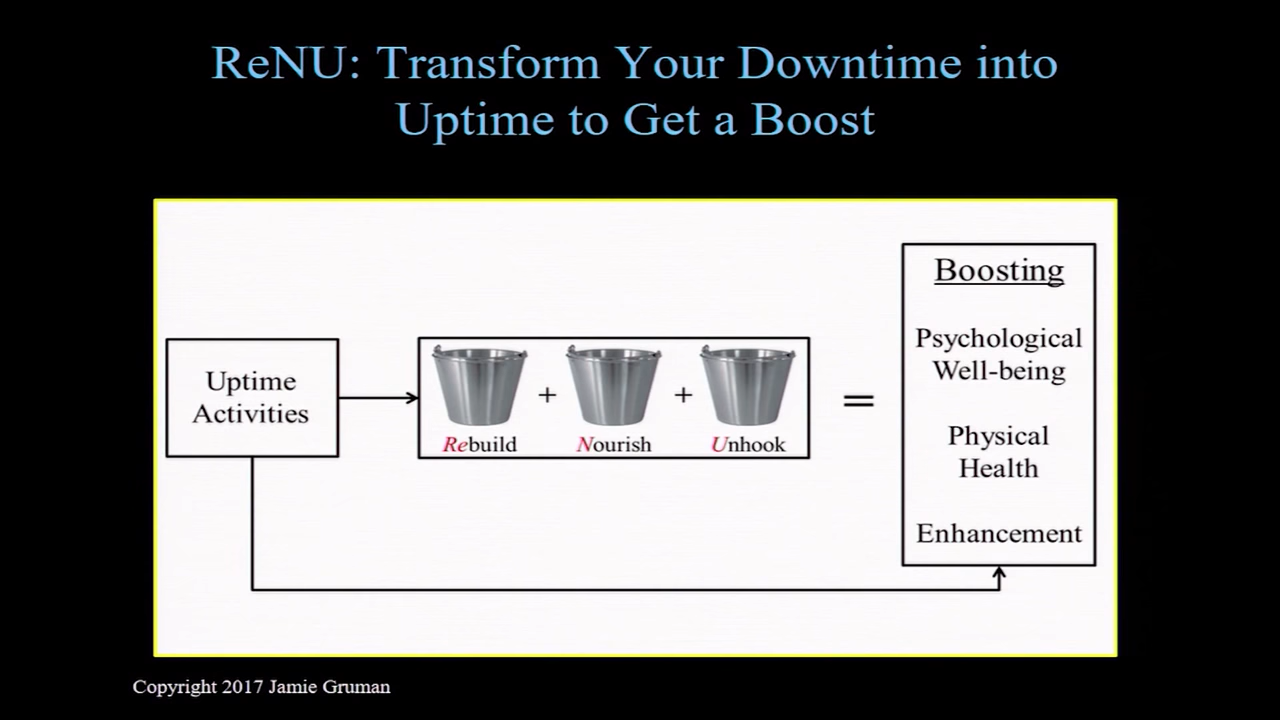 ReNU: Transform Your Downtime into
Uptime to Get a Boost
Uptime
Activities
+
+
Rebuild
Nourish
Unhook
=
Boosting
Psychological
Well-being
Physical
Health
Enhancement
Copyright 2017 Jamie Gruman